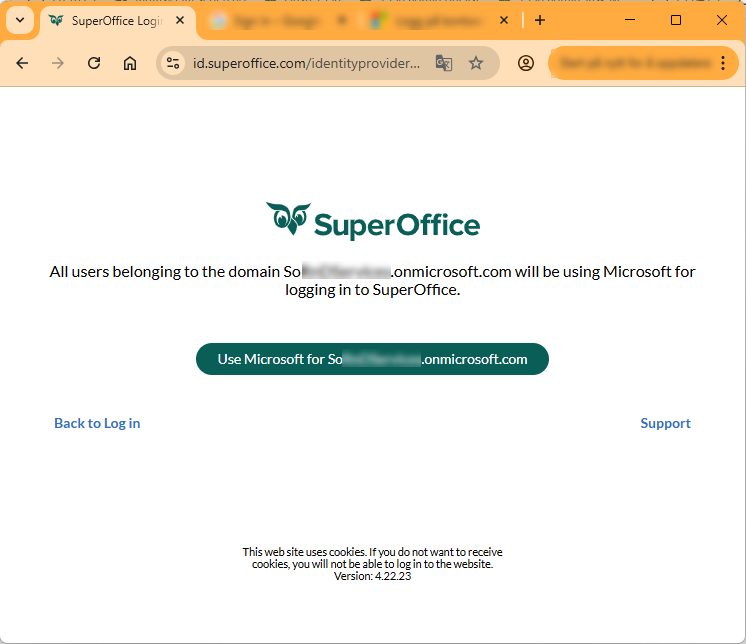 SuperOffice Logi
id.superoffice.com/identityprovider...
SuperOffice
All users belonging to the domain So .onmicrosoft.com will be using Microsoft for
logging in to SuperOffice.
Use Microsoft for So .onmicrosoft.com
Back to Log in
Support
This web site uses cookies. If you do not want to receive
cookies, you will not be able to log in to the website.
Version: 4.22.23